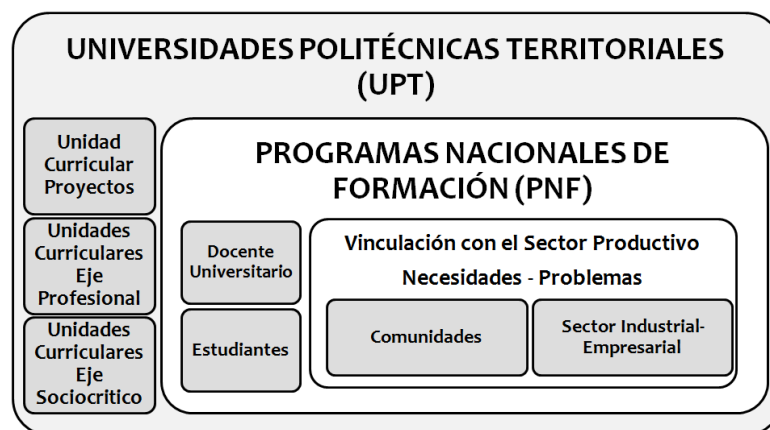 UNIVERSIDADES POLITÉCNICAS TERRITORIALES
(UPT)
Unidad
Curricular
Proyectos
Unidades
Curriculares
Eje
Profesional
Unidades
Curriculares
Eje
Sociocritico
PROGRAMAS NACIONALES DE
FORMACIÓN (PNF)
Docente
Universitario
Estudiantes
Vinculación con el Sector Productivo
Necesidades - Problemas
Comunidades
Sector Industrial-
Empresarial